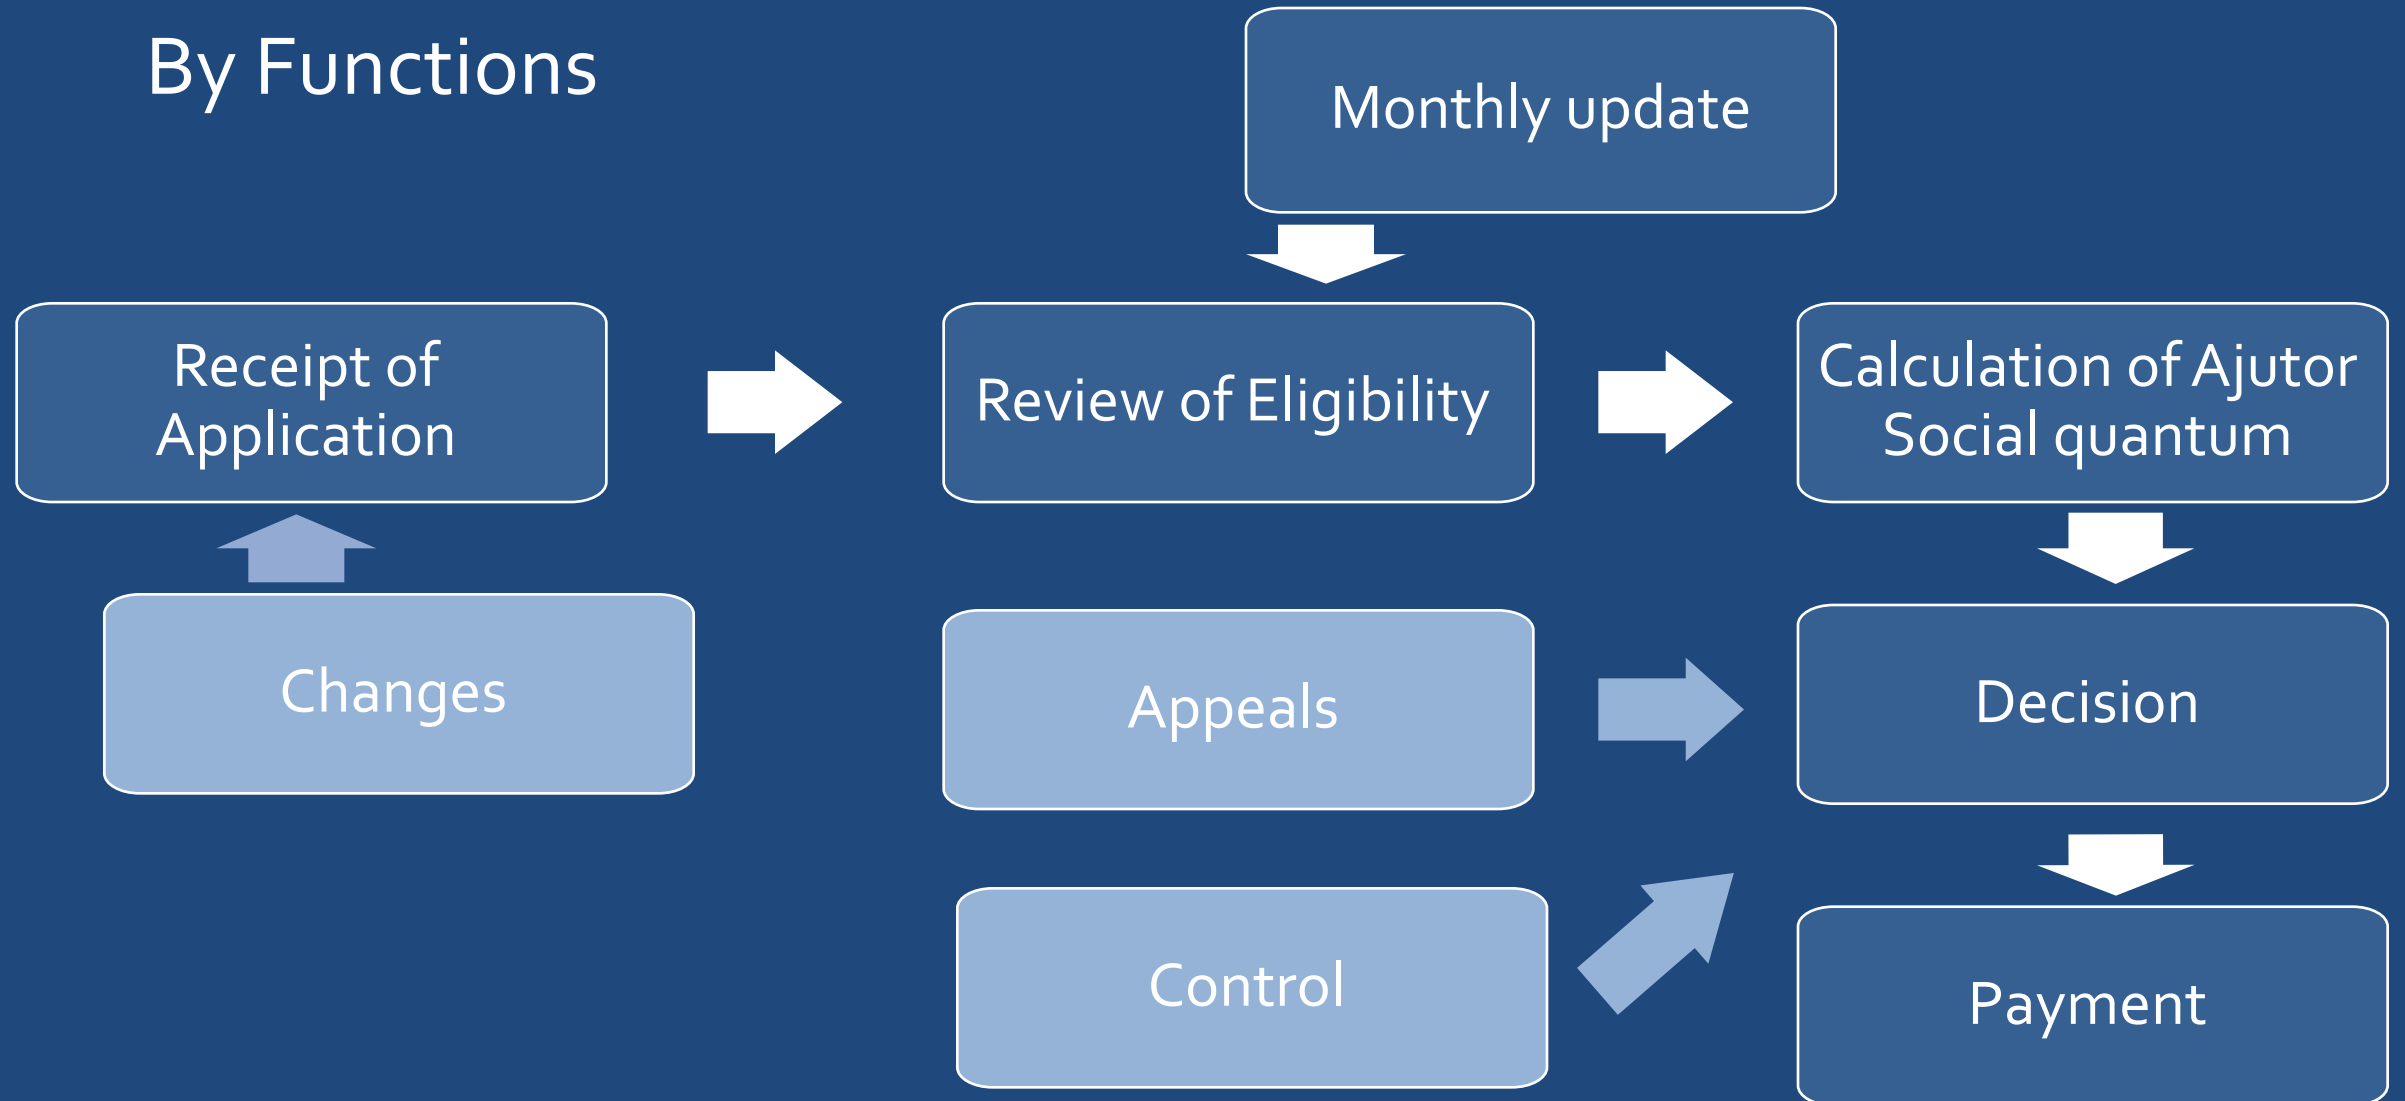 By Functions
Monthly update
Receipt of
Application
Review of Eligibility
Calculation of Ajutor
Social quantum
Changes
Appeals
Decision
Control
Payment